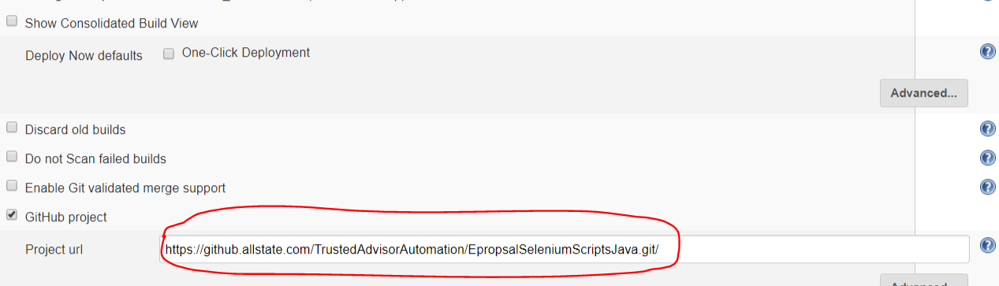 Show Consolidated Build View
Deploy Now defaults One-Click Deployment
Advanced...
Discard old builds
Do not Scan failed builds
Enable Git validated merge support
GitHub project
Project url https://github.allstate.com/TrustedAdvisorAutomation/EpropsalSeleniumScriptsJava.git/
Advanced...